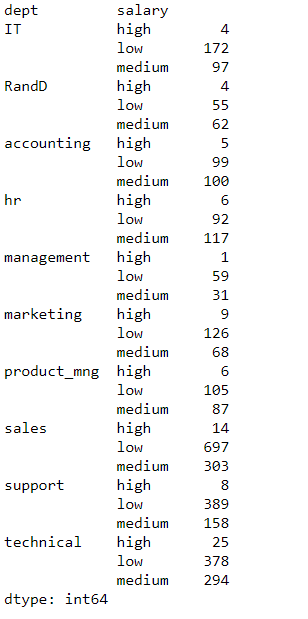 dept salary
IT high 4
low 172
medium 97
RandD high 4
low 55
medium 62
accounting high 5
low 99
medium 100
hr high 6
low 92
medium 117
management high 1
low 59
medium 31
marketing high 9
low 126
medium 68
product_mng high 6
low 105
medium 87
sales high 14
low 697
medium 303
support high 8
low 389
medium 158
technical high 25
low 378
medium 294
dtype: int64